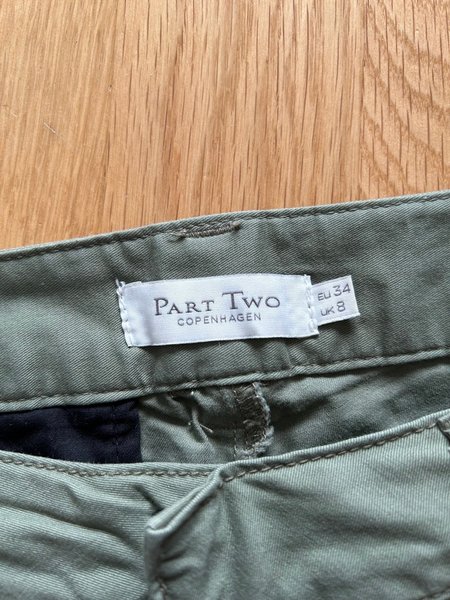 PART TWO
COPENHAGEN
EU 34
UK 8